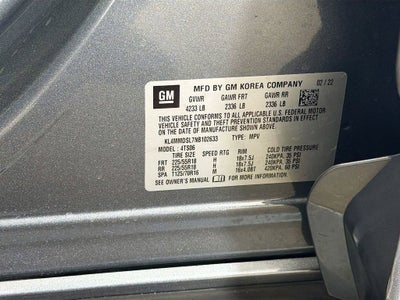 GM
MFD BY GM KOREA COMPANY 02/22
GVWR GAWR FRT GAWR RR
4233 LB 2336 LB 2336 LB
THIS VEHICLE CONFORMS TO ALL APPLICABLE
U.S. FEDERAL MOTOR
VEHICLE SAFETY AND THEFT PREVENTION STANDARDS IN EFFECT
ON THE DATE OF MANUFACTURE SHOWN ABOVE.
KL4MMDSL7NB102633 TYPE: MPV
MODEL: 4TS06
TIRE SIZE SPEED RTG RIM COLD TIRE PRESSURE
FRT 225/55R18 H 18x7.5J 240KPA, 35 PSI
RR 225/55R18 H 18x7.5J 240KPA, 35 PSI
SPA T125/70R16 M 16x4.0BT 420KPA, 60 PSI
SEE OWNER'S MANUAL FOR MORE INFORMATION.